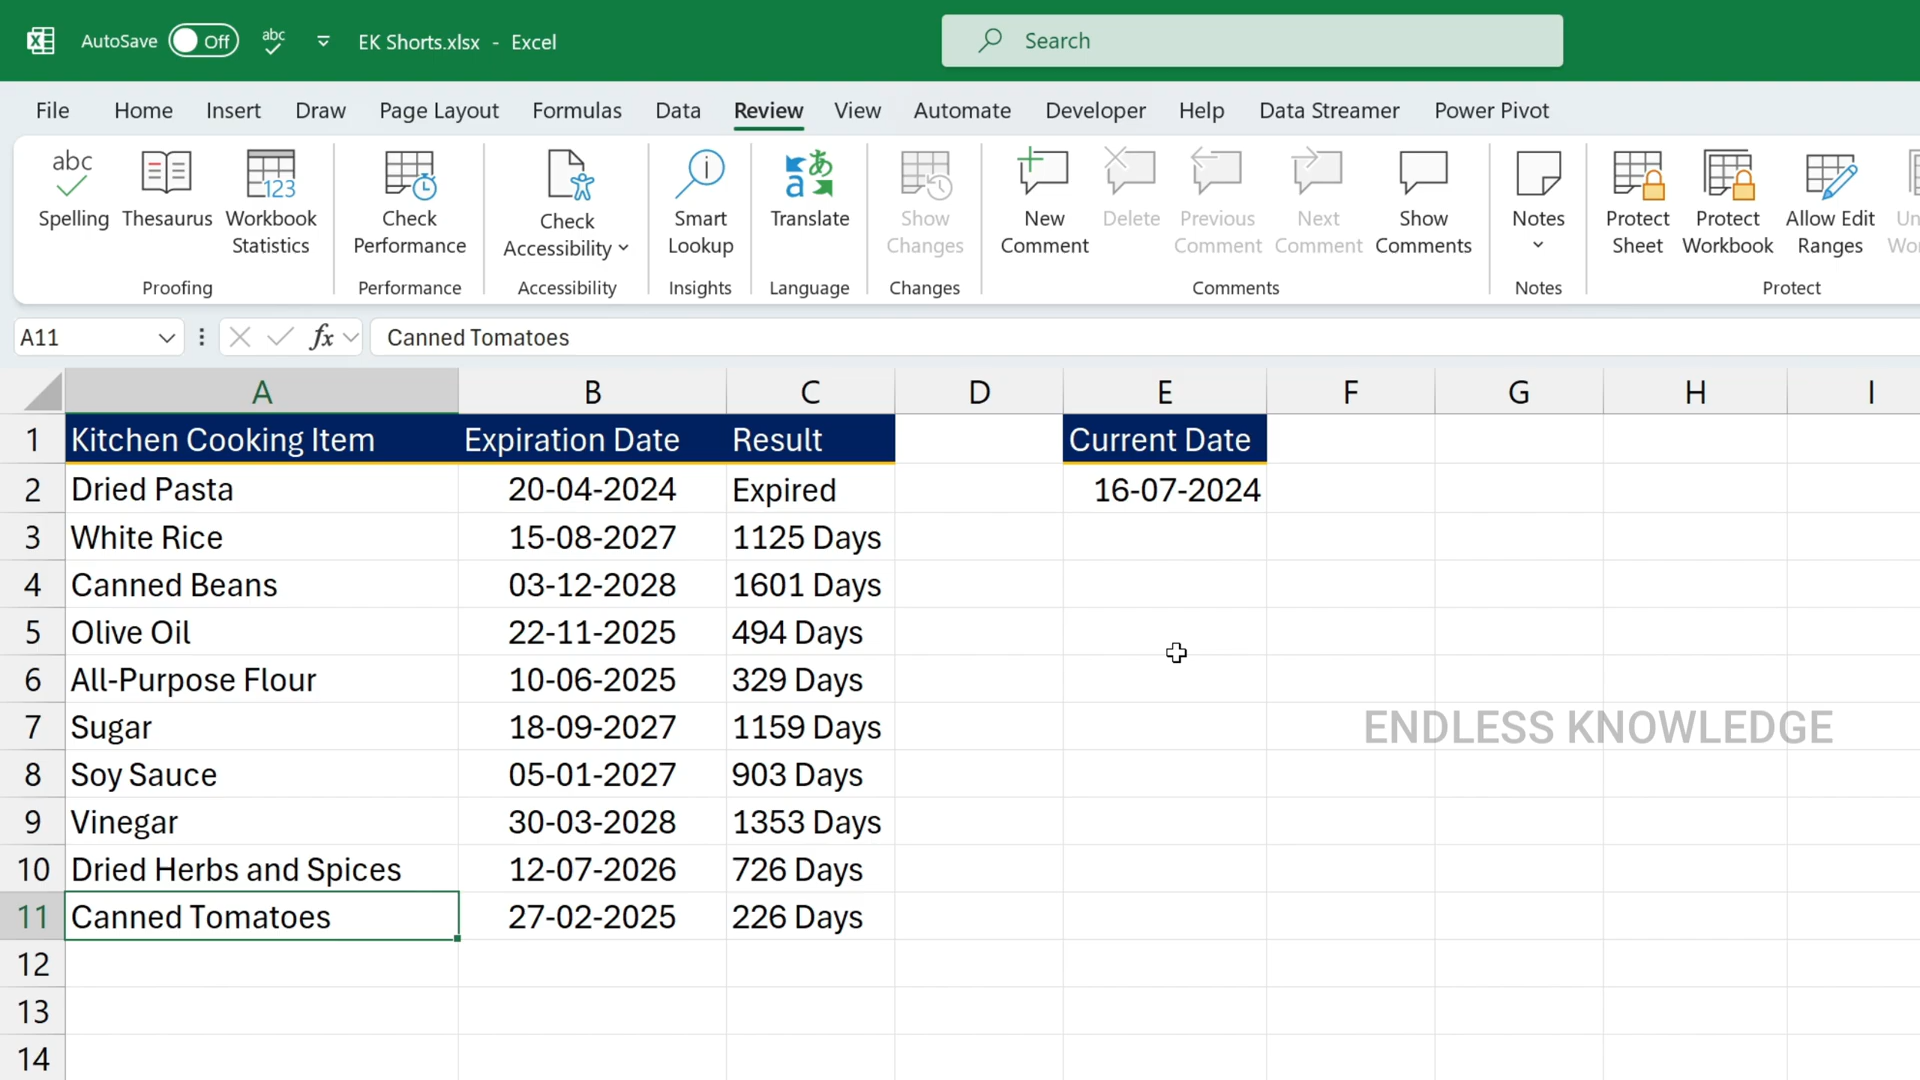 AutoSave Off abc EK Shorts.xlsx - Excel Search
File Home Insert Draw Page Layout Formulas Data Review View Automate Developer Help Data Streamer Power Pivot
abc 123 a あ
Spelling Thesaurus Workbook Statistics Check Performance Check Accessibility Smart Lookup Translate Show Changes New Comment Delete Previous Comment Next Comment Show Comments Notes Protect Sheet Protect Workbook Allow Edit Ranges
Proofing Performance Accessibility Insights Language Changes Comments Notes Protect
A11 fx Canned Tomatoes
A B C D E F G H I
1 Kitchen Cooking Item Expiration Date Result Current Date
2 Dried Pasta 20-04-2024 Expired 16-07-2024
3 White Rice 15-08-2027 1125 Days
4 Canned Beans 03-12-2028 1601 Days
5 Olive Oil 22-11-2025 494 Days
6 All-Purpose Flour 10-06-2025 329 Days
7 Sugar 18-09-2027 1159 Days
ENDLESS KNOWLEDGE
8 Soy Sauce 05-01-2027 903 Days
9 Vinegar 30-03-2028 1353 Days
10 Dried Herbs and Spices 12-07-2026 726 Days
11 Canned Tomatoes 27-02-2025 226 Days
12
13
14